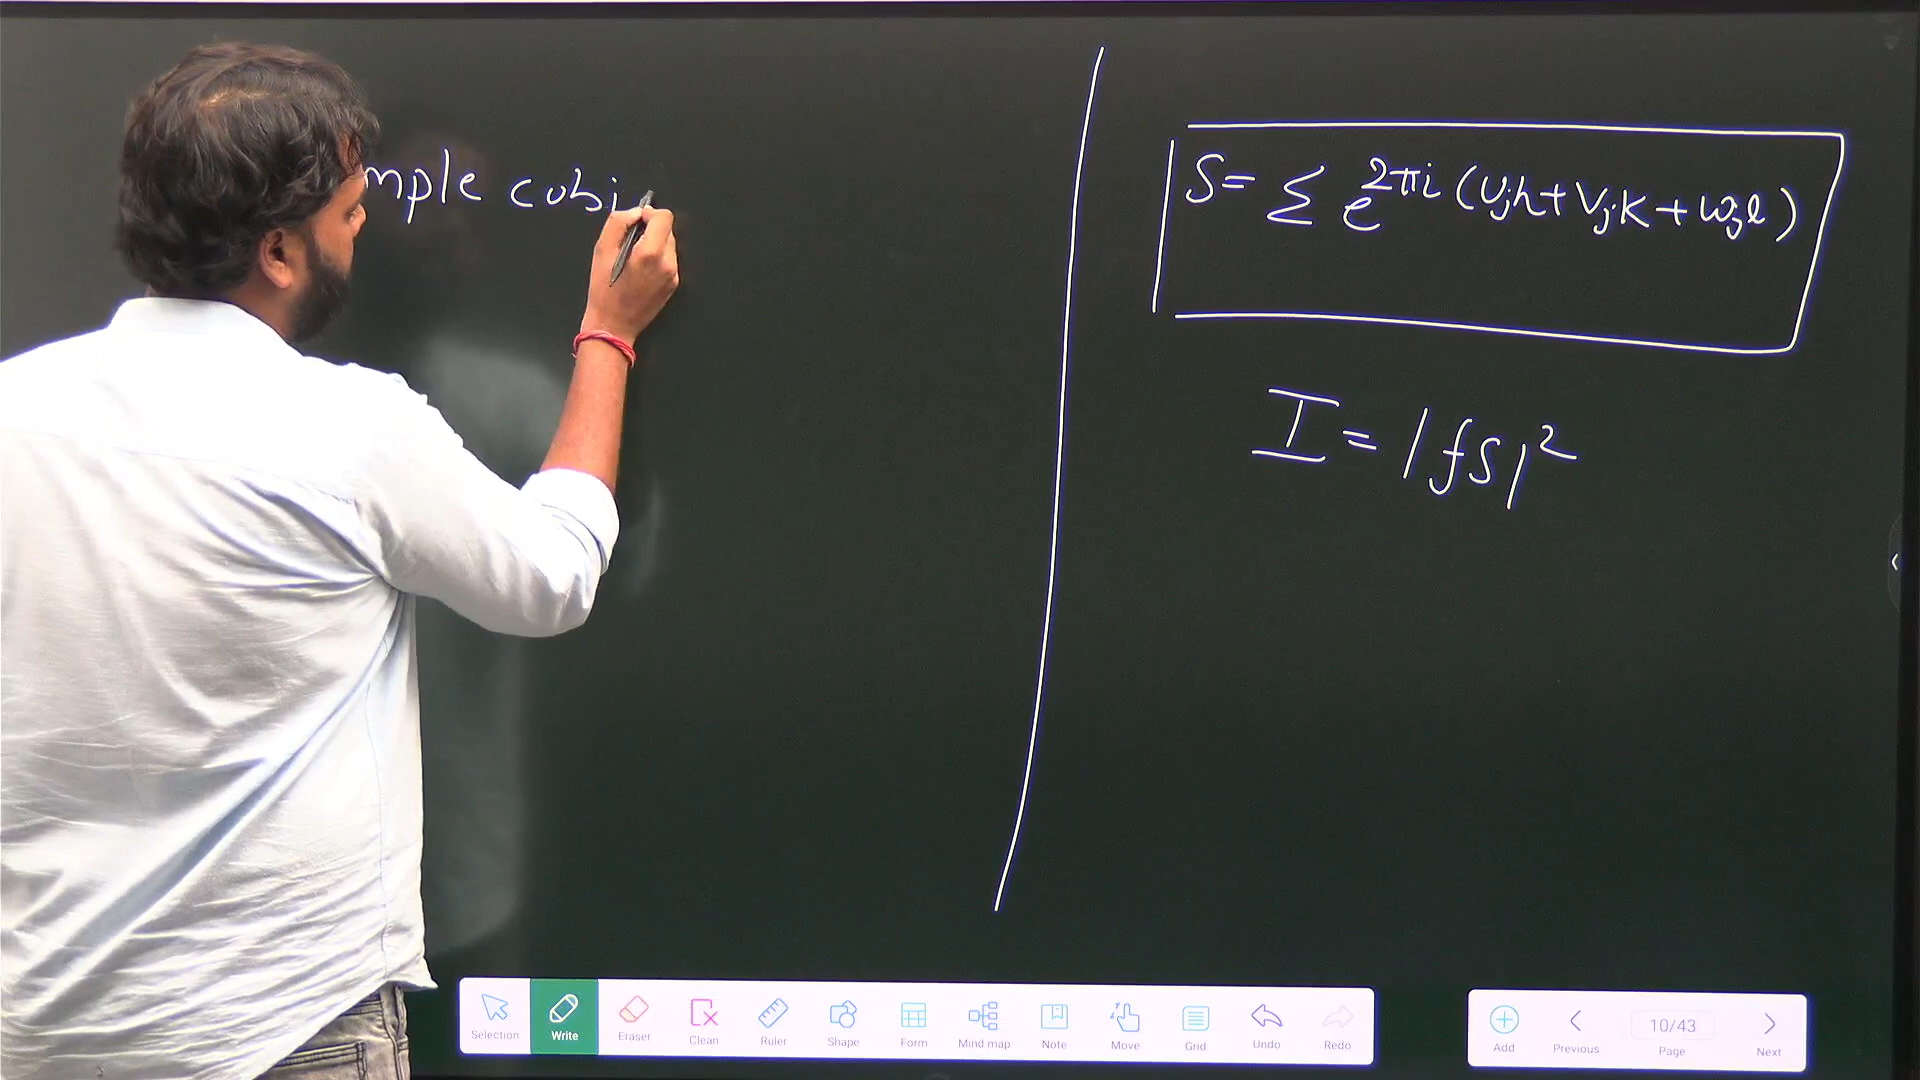 mple cubi
S= Σ e^2πi (Ujh+Vjk+wjl)
I= |fS|²
Selection Write Eraser Clean Ruler Shape Form Mind map Note Move Grid Undo Redo
Add Previous 10/43 Page Next